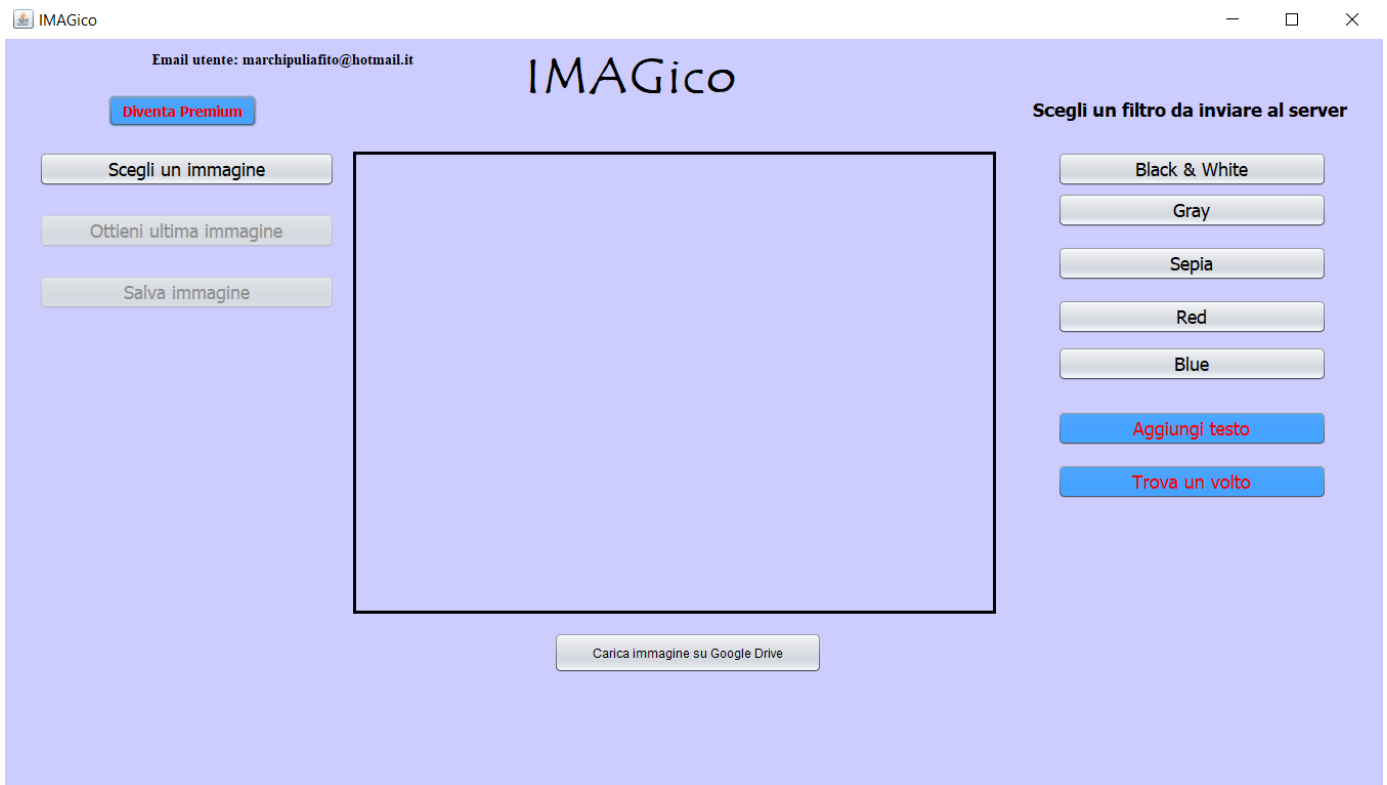 IMAGico
Email utente: marchipuliafito@hotmail.it
IMAGico
Diventa Premium
Scegli un filtro da inviare al server
Scegli un immagine
Ottieni ultima immagine
Salva immagine
Black & White
Gray
Sepia
Red
Blue
Aggiungi testo
Trova un volto
Carica immagine su Google Drive